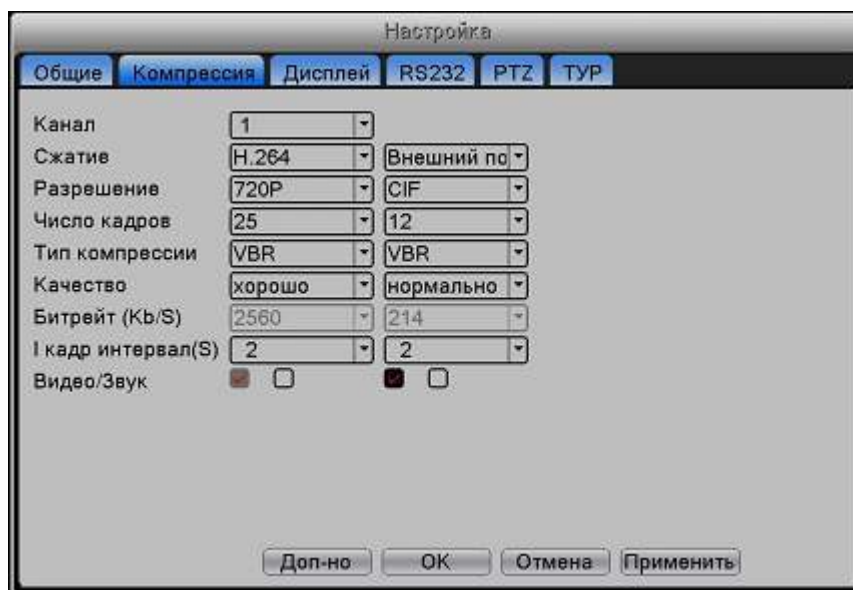 Настройка
Общие Компрессия Дисплей RS232 PTZ ТУР
Канал 1
Сжатие H.264 Внешний по
Разрешение 720P CIF
Число кадров 25 12
Тип компрессии VBR VBR
Качество хорошо нормально
Битрейт (Kb/S) 2560 214
I кадр интервал(S) 2 2
Видео/Звук
Доп-но OK Отмена Применить